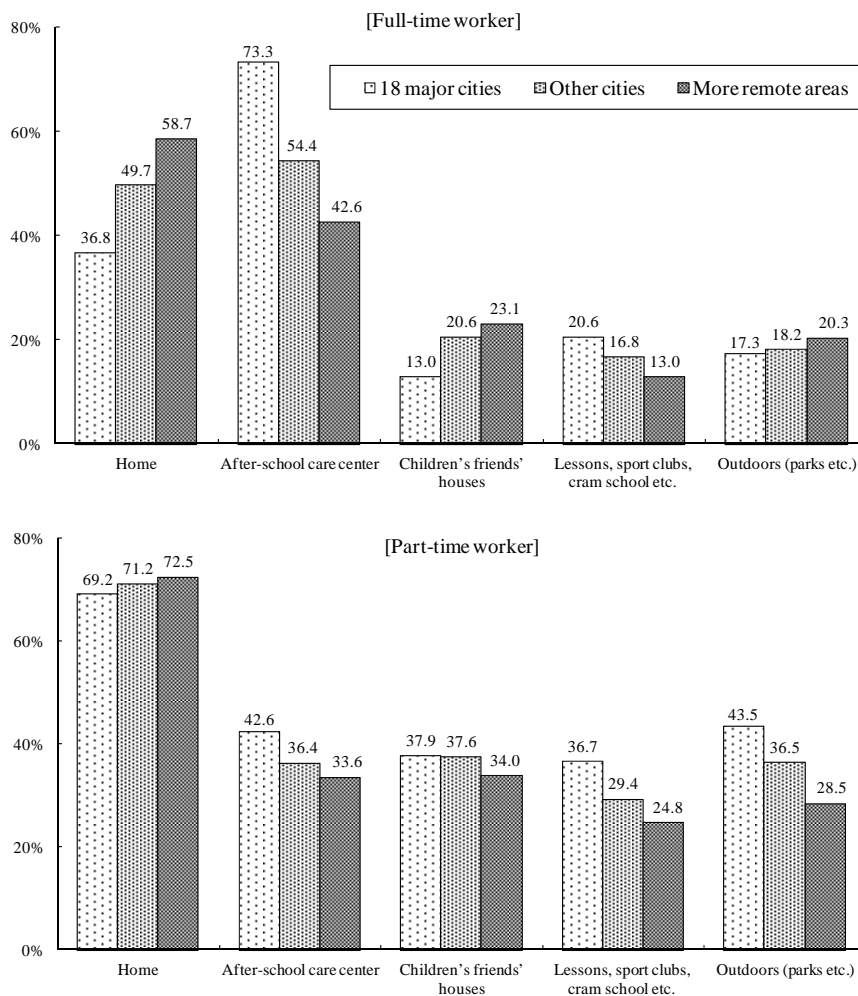 [Full-time worker]
80%
60%
40%
20%
0%
18 major cities Other cities More remote areas
36.8 49.7 58.7
73.3 54.4 42.6
13.0 20.6 23.1
20.6 16.8 13.0
17.3 18.2 20.3
Home After-school care center Children's friends' Lessons, sport clubs, Outdoors (parks etc.)
houses cram school etc.
[Part-time worker]
80%
60%
40%
20%
0%
69.2 71.2 72.5
42.6 36.4 33.6
37.9 37.6 34.0
36.7 29.4 24.8
43.5 36.5 28.5
Home After-school care center Children's friends' Lessons, sport clubs, Outdoors (parks etc.)
houses cram school etc.